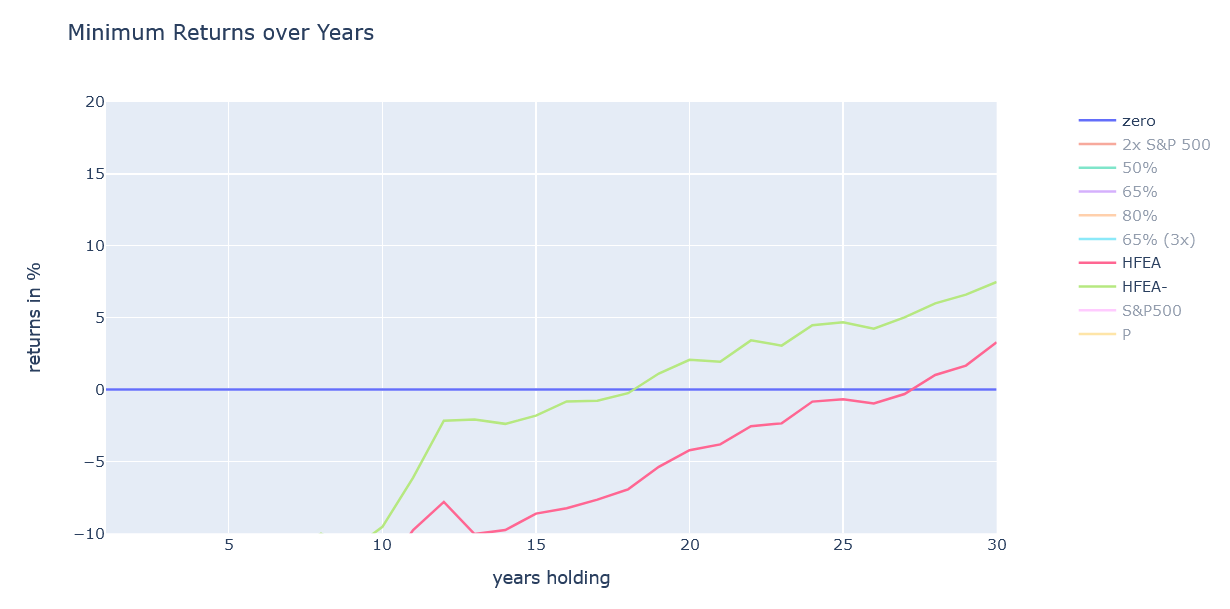 Minimum Returns over Years
20
15
10
5
0
−5
−10
returns in %
5
10
15
20
25
30
years holding
zero
2x S&P 500
50%
65%
80%
65% (3x)
HFEA
HFEA-
S&P500
P